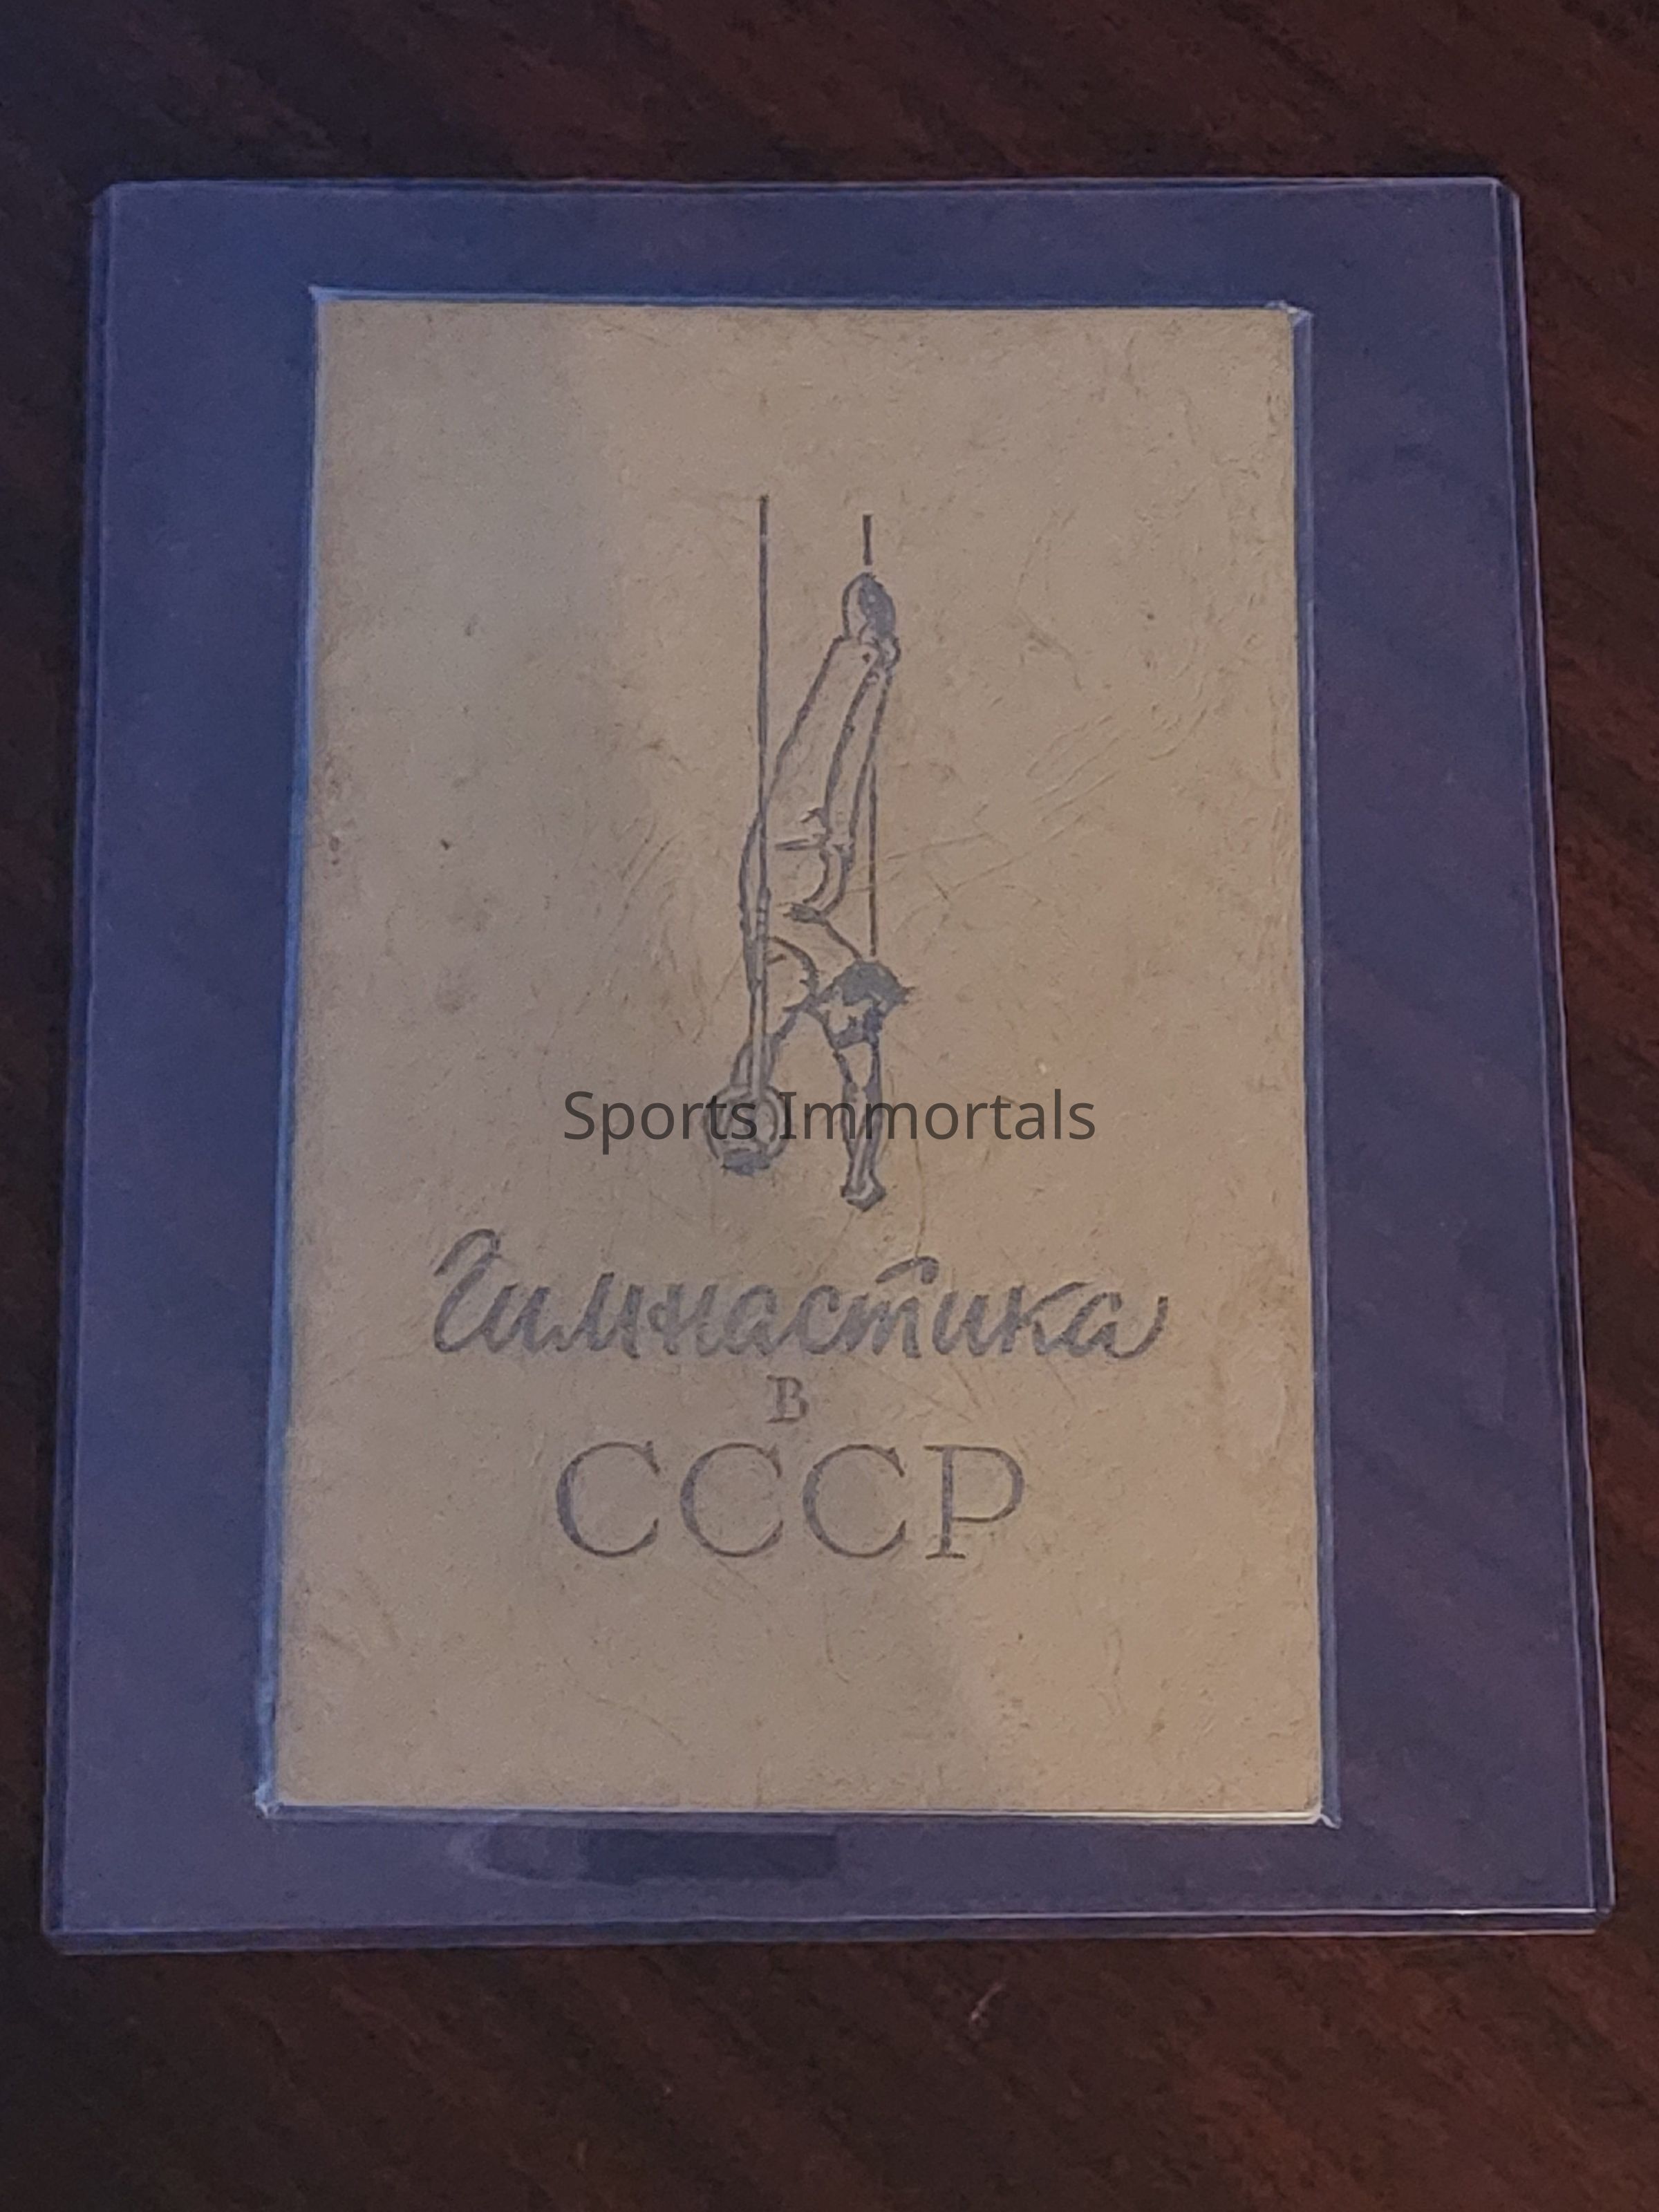 Sports Immortals
Гимнастика
в
СССР